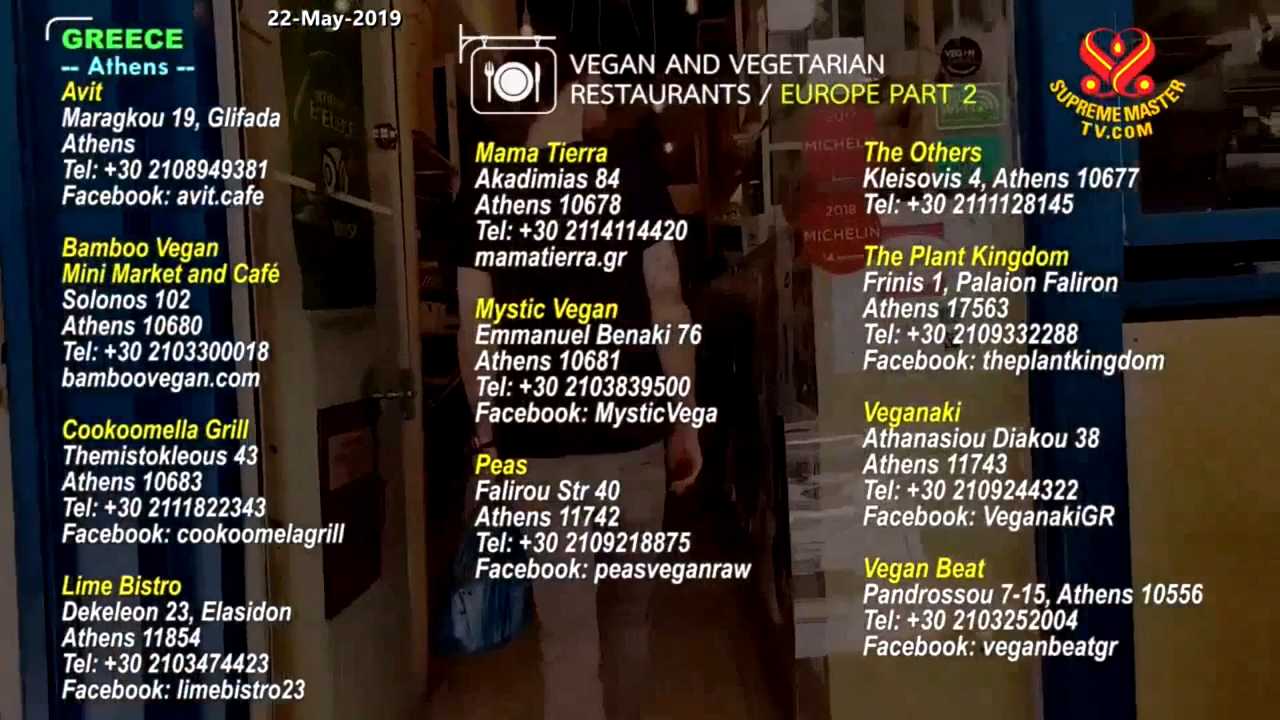 22-May-2019
GREECE
-- Athens --
Avit
Maragkou 19, Glifada
Athens
Tel: +30 2108949381
Facebook: avit.cafe
Bamboo Vegan
Mini Market and Café
Solonos 102
Athens 10680
Tel: +30 2103300018
bamboovegan.com
Cookoomella Grill
Themistokleous 43
Athens 10683
Tel: +30 2111822343
Facebook: cookoomelagrill
Lime Bistro
Dekeleon 23, Elasidon
Athens 11854
Tel: +30 2103474423
Facebook: limebistro23
VEGAN AND VEGETARIAN
RESTAURANTS / EUROPE PART 2
Mama Tierra
Akadimias 84
Athens 10678
Tel: +30 2114114420
mamatierra.gr
Mystic Vegan
Emmanuel Benaki 76
Athens 10681
Tel: +30 2103839500
Facebook: MysticVega
Peas
Falirou Str 40
Athens 11742
Tel: +30 2109218875
Facebook: peasveganraw
SUPREME MASTER
TV.COM
The Others
Kleisovis 4, Athens 10677
Tel: +30 2111128145
The Plant Kingdom
Frinis 1, Palaion Faliron
Athens 17563
Tel: +30 2109332288
Facebook: theplantkingdom
Veganaki
Athanasiou Diakou 38
Athens 11743
Tel: +30 2109244322
Facebook: VeganakiGR
Vegan Beat
Pandrossou 7-15, Athens 10556
Tel: +30 2103252004
Facebook: veganbeatgr
2017
MICHELIN
2018
MICHELIN